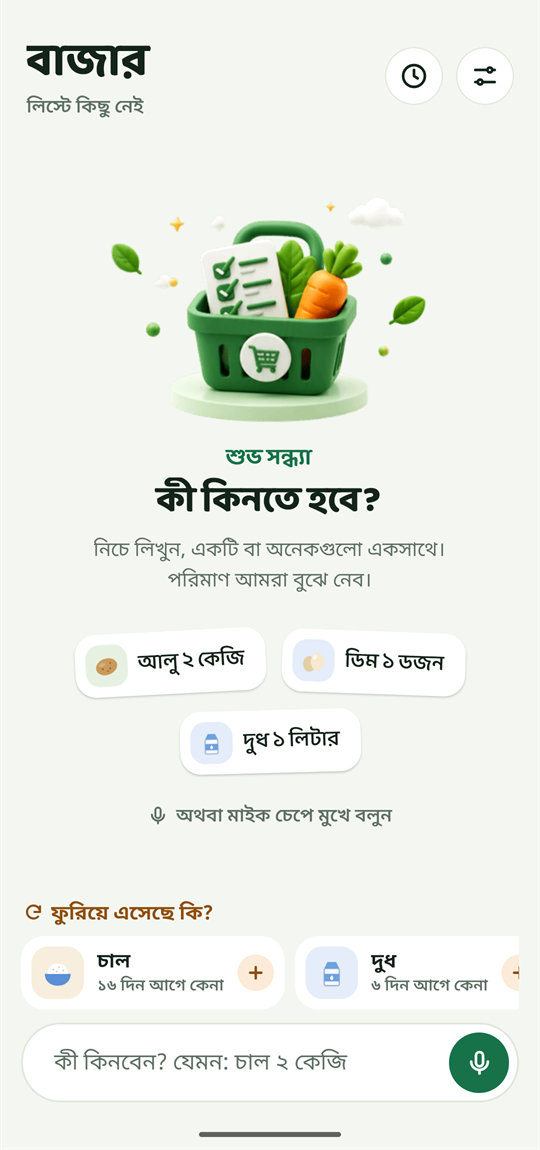 বাজার
লিস্টে কিছু নেই
শুভ সন্ধ্যা
কী কিনতে হবে?
নিচে লিখুন, একটি বা অনেকগুলো একসাথে।
পরিমাণ আমরা বুঝে নেব।
আলু ২ কেজি
ডিম ১ ডজন
দুধ ১ লিটার
অথবা মাইক চেপে মুখে বলুন
ফুরিয়ে এসেছে কি?
চাল
১৬ দিন আগে কেনা
দুধ
৬ দিন আগে কেনা
কী কিনবেন? যেমন: চাল ২ কেজি